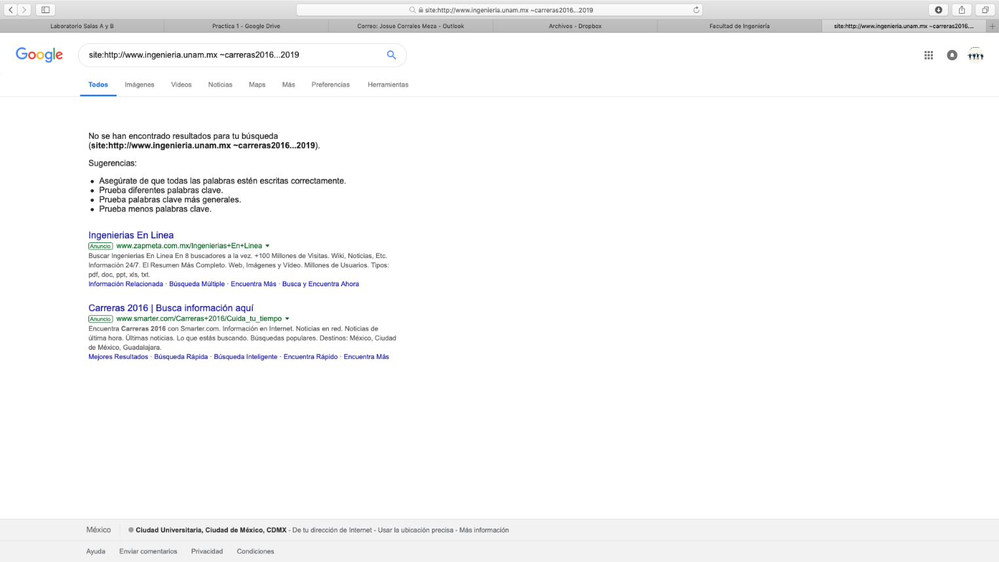 site:http://www.ingenieria.unam.mx ~carreras2016...2019
Laboratorio Salas A y B
Practica 1 - Google Drive
Correo: Josue Corrales Meza - Outlook
Archivos - Dropbox
Facultad de Ingeniería
site:http://www.ingenieria.unam.mx ~carreras2016....
Google
site:http://www.ingenieria.unam.mx ~carreras2016...2019
Todos
Imágenes
Videos
Noticias
Maps
Más
Preferencias
Herramientas
No se han encontrado resultados para tu búsqueda
(site:http://www.ingenieria.unam.mx ~carreras2016...2019).
Sugerencias:
Asegúrate de que todas las palabras estén escritas correctamente.
Prueba diferentes palabras clave.
Prueba palabras clave más generales.
Prueba menos palabras clave.
Ingenierias En Linea
Anuncio www.zapmeta.com.mx/Ingenierias+En+Linea
Buscar Ingenierias En Linea En 8 buscadores a la vez. +100 Millones de Visitas. Wiki, Noticias, Etc.
Información 24/7. El Resumen Más Completo. Web, Imágenes y Vídeo. Millones de Usuarios. Tipos:
pdf, doc, ppt, xls, txt.
Información Relacionada · Búsqueda Múltiple · Encuentra Más · Busca y Encuentra Ahora
Carreras 2016 | Busca información aquí
Anuncio www.smarter.com/Carreras+2016/Cuida_tu_tiempo
Encuentra Carreras 2016 con Smarter.com. Información en Internet. Noticias en red. Noticias de
última hora. Últimas noticias. Lo que estás buscando. Búsquedas populares. Destinos: México, Ciudad
de México, Guadalajara.
Mejores Resultados · Búsqueda Rápida · Búsqueda Inteligente · Encuentra Rápido · Encuentra Más
México
Ciudad Universitaria, Ciudad de México, CDMX - De tu dirección de Internet - Usar la ubicación precisa - Más información
Ayuda
Enviar comentarios
Privacidad
Condiciones